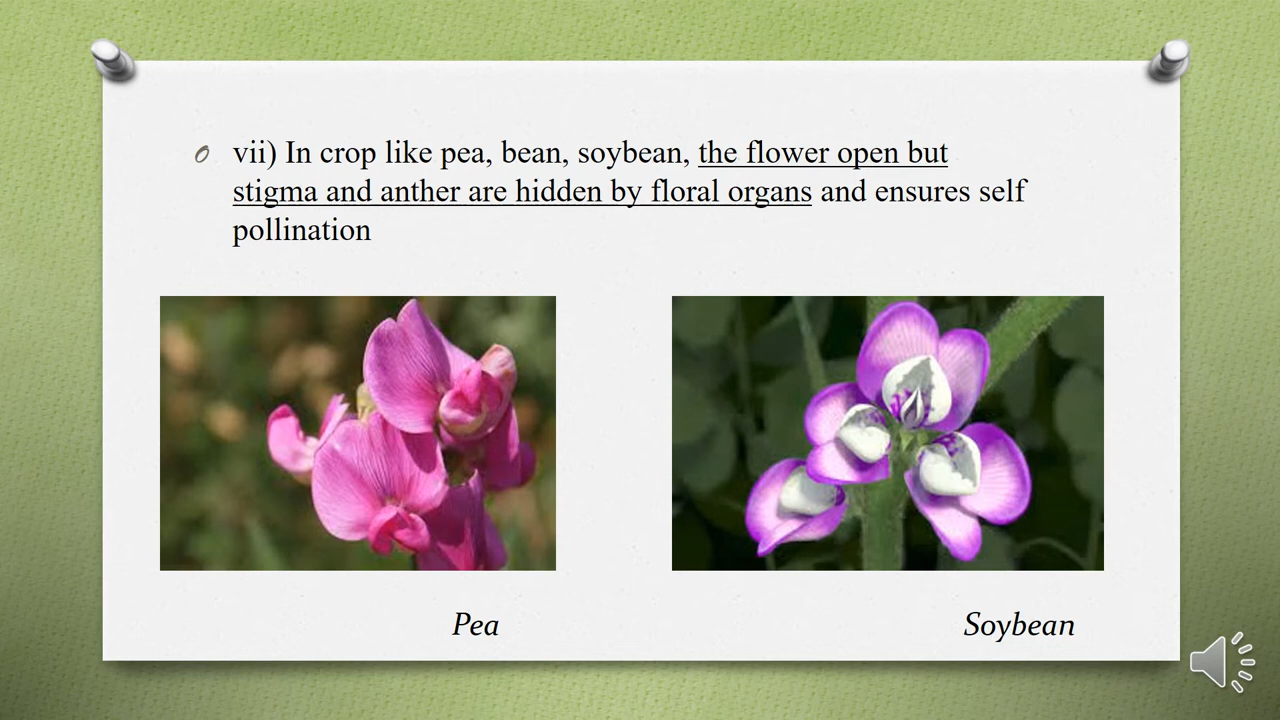 vii) In crop like pea, bean, soybean, the flower open but
stigma and anther are hidden by floral organs and ensures self
pollination
Pea
Soybean